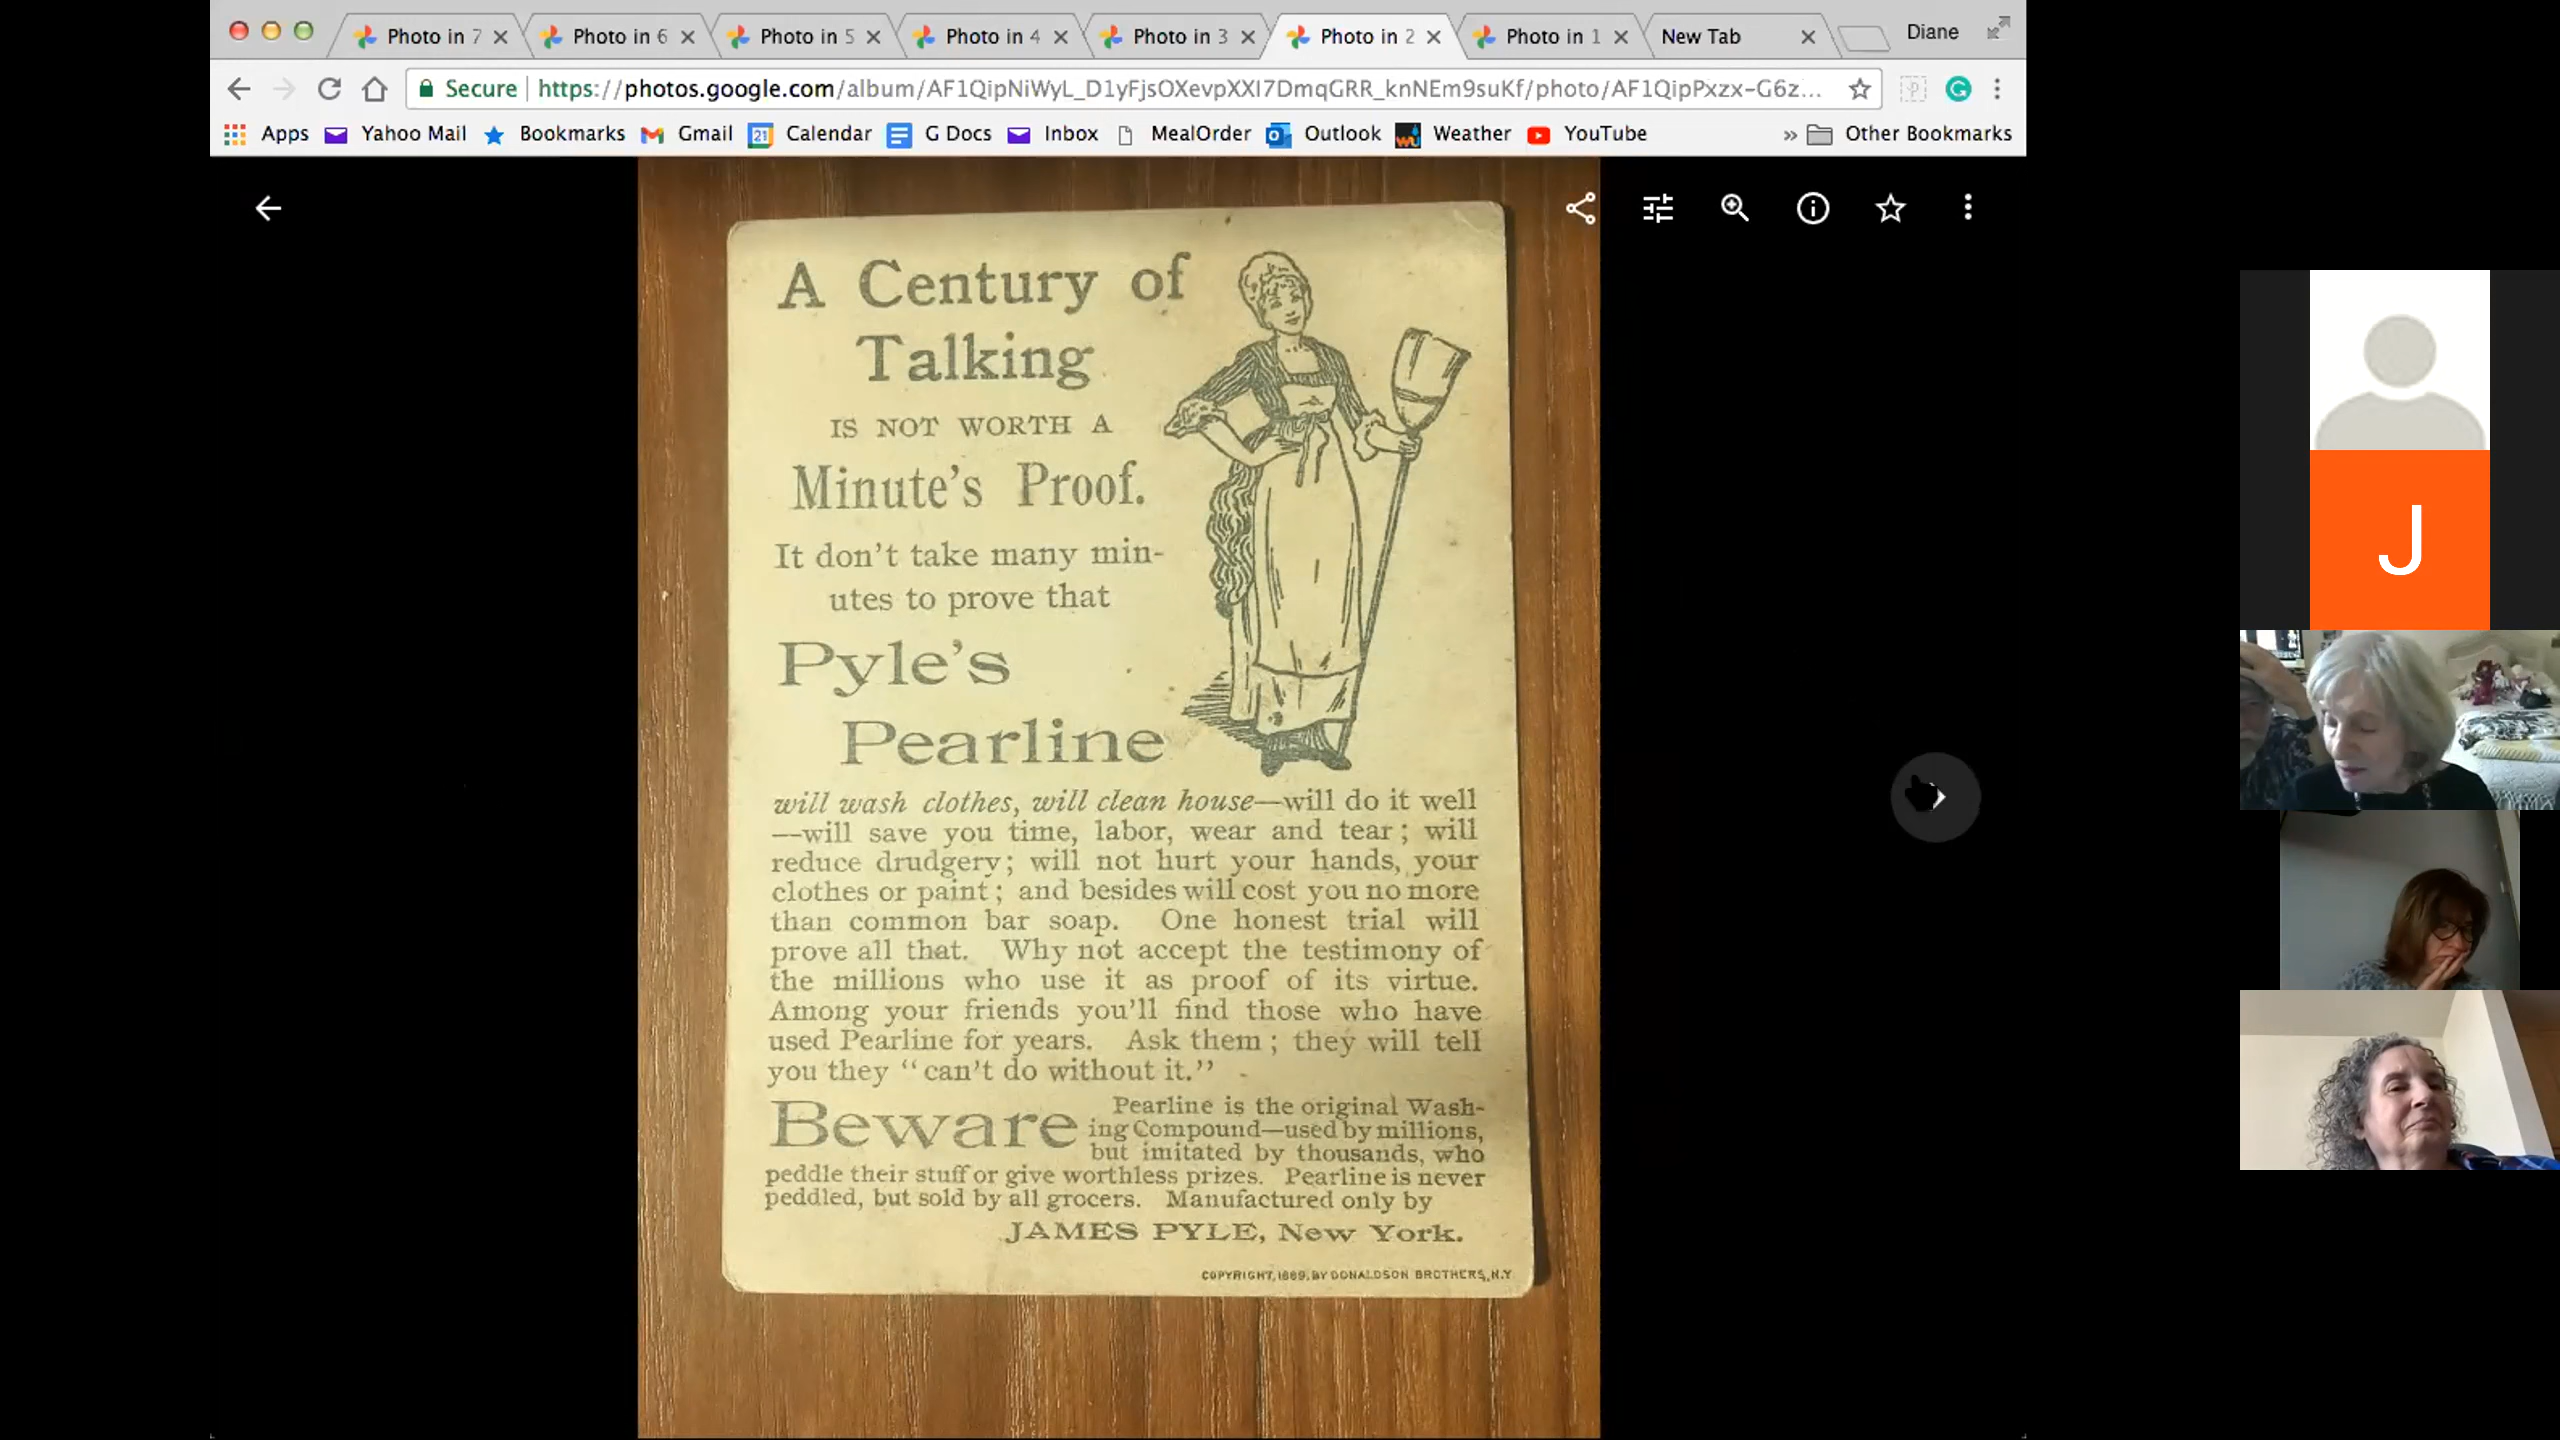 Photo in 7
Photo in 6
Photo in 5
Photo in 4
Photo in 3
Photo in 2
Photo in 1
New Tab
Diane
Secure
https://photos.google.com/album/AF1QipNiWyL_D1yFjsOXevpXXI7DmqGRR_knNEm9suKf/photo/AF1QipPxzx-G6z...
Apps
Yahoo Mail
Bookmarks
Gmail
21
Calendar
G Docs
Inbox
MealOrder
Outlook
Weather
YouTube
» Other Bookmarks
A Century of
Talking
IS NOT WORTH A
Minute's Proof.
It don't take many min-
utes to prove that
Pyle's
Pearline
will wash clothes, will clean house—will do it well
—will save you time, labor, wear and tear; will
reduce drudgery; will not hurt your hands, your
clothes or paint; and besides will cost you no more
than common bar soap. One honest trial will
prove all that. Why not accept the testimony of
the millions who use it as proof of its virtue.
Among your friends you'll find those who have
used Pearline for years. Ask them; they will tell
you they "can't do without it."
Beware Pearline is the original Wash-
ing Compound—used by millions,
but imitated by thousands, who
peddle their stuff or give worthless prizes. Pearline is never
peddled, but sold by all grocers. Manufactured only by
JAMES PYLE, New York.
COPYRIGHT, 1889, BY DONALDSON BROTHERS, N.Y
J